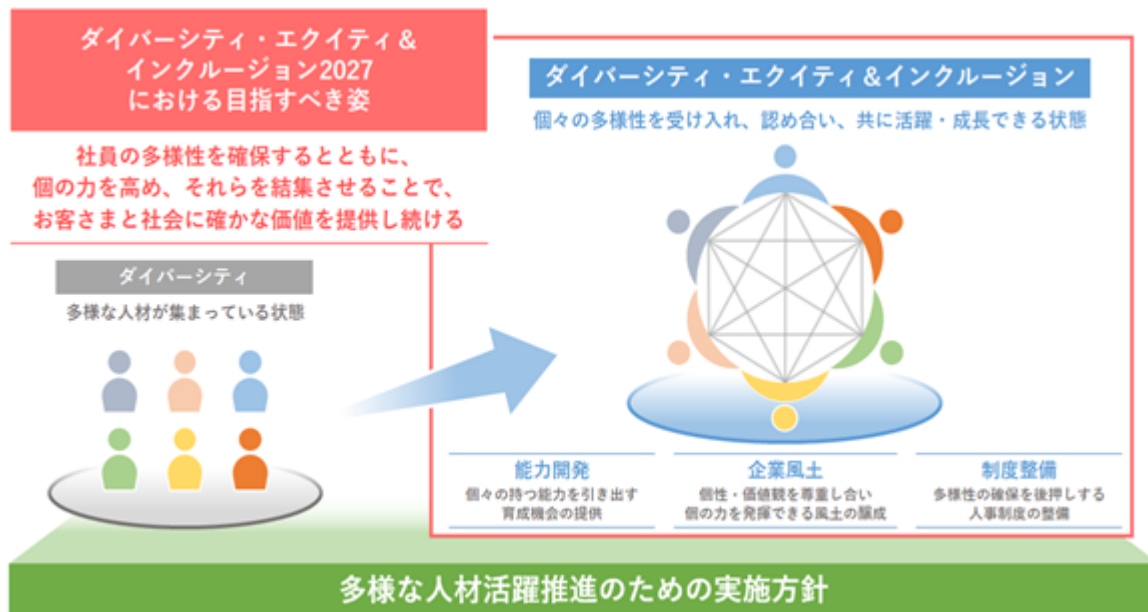 ダイバーシティ・エクイティ＆
インクルージョン2027
における目指すべき姿
社員の多様性を確保するとともに、
個の力を高め、それらを結集させることで、
お客さまと社会に確かな価値を提供し続ける
ダイバーシティ
多様な人材が集まっている状態
ダイバーシティ・エクイティ＆インクルージョン
個々の多様性を受け入れ、認め合い、共に活躍・成長できる状態
能力開発
個々の持つ能力を引き出す
育成機会の提供
企業風土
個性・価値観を尊重し合い
個の力を発揮できる風土の醸成
制度整備
多様性の確保を後押しする
人事制度の整備
多様な人材活躍推進のための実施方針